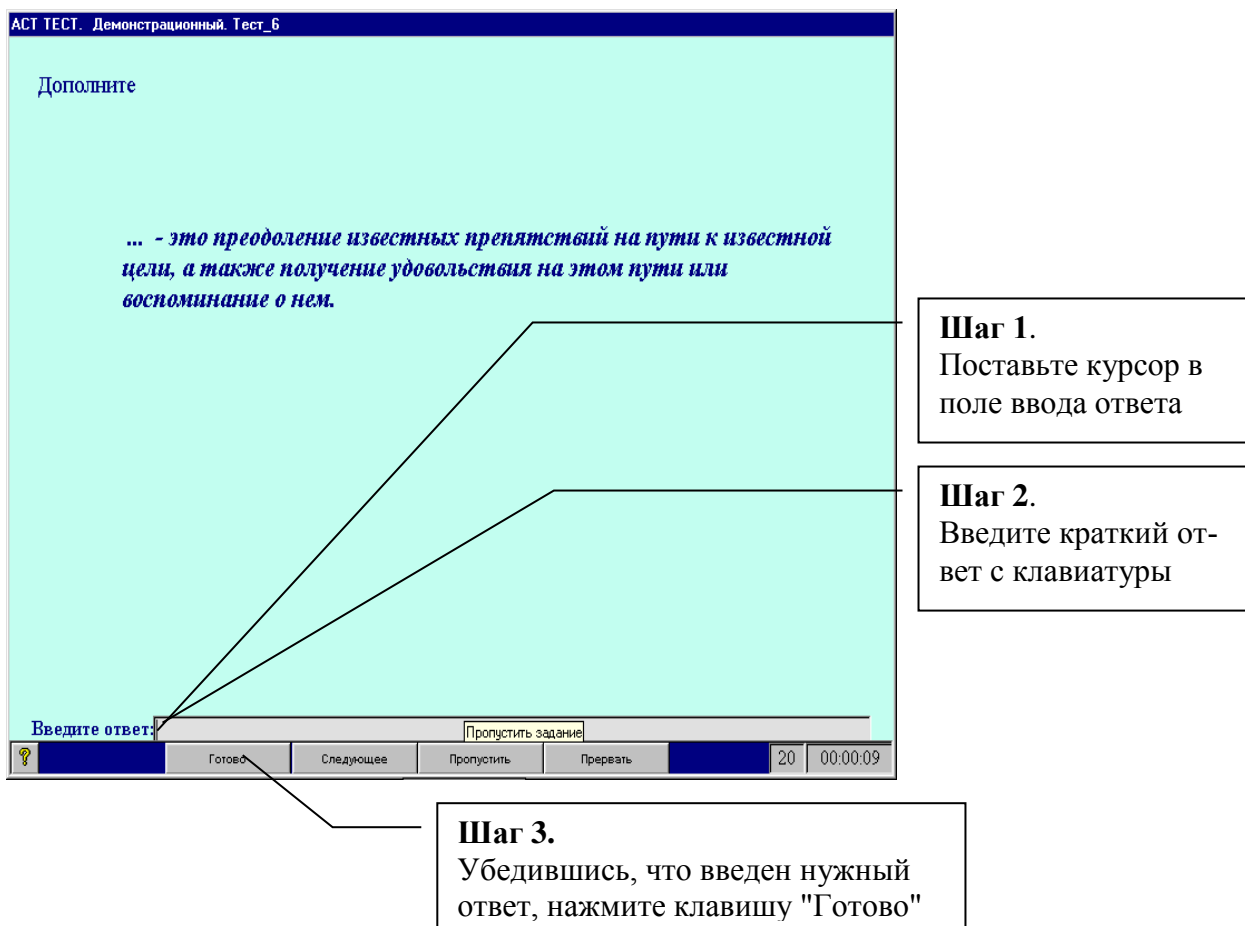 АСТ ТЕСТ. Демонстрационный. Тест_6
Дополните
... - это преодоление известных препятствий на пути к известной
цели, а также получение удовольствия на этом пути или
воспоминание о нем.
Шаг 1.
Поставьте курсор в
поле ввода ответа
Шаг 2.
Введите краткий от-
вет с клавиатуры
Введите ответ:
Пропустить задание
? Готово Следующее Пропустить Прервать 20 00:00:09
Шаг 3.
Убедившись, что введен нужный
ответ, нажмите клавишу "Готово"